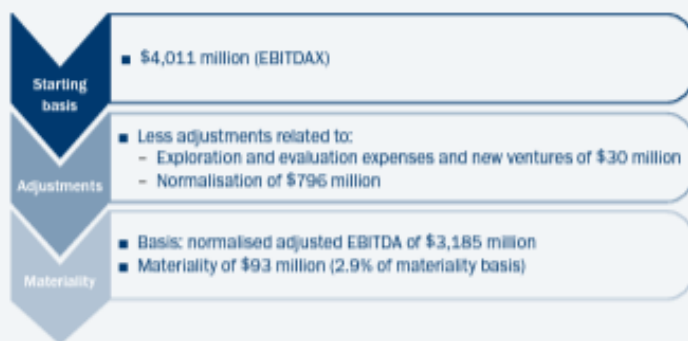 Starting
basis
■ $4,011 million (EBITDAX)
Adjustments
■ Less adjustments related to:
– Exploration and evaluation expenses and new ventures of $30 million
– Normalisation of $796 million
Materiality
■ Basis: normalised adjusted EBITDA of $3,185 million
■ Materiality of $93 million (2.9% of materiality basis)